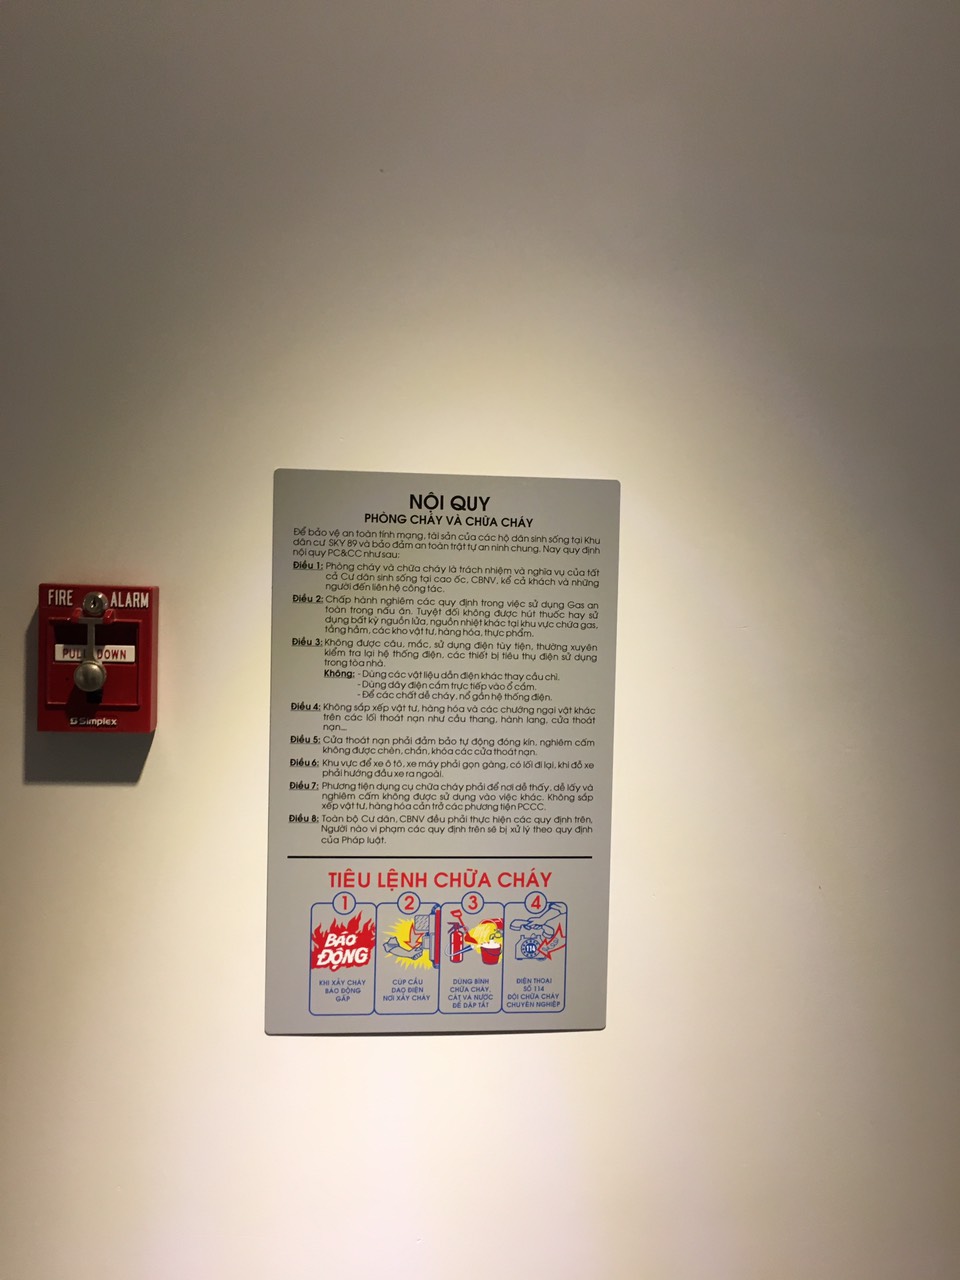 FIRE ALARM
PULL DOWN
Simplex
NỘI QUY
PHÒNG CHÁY VÀ CHỮA CHÁY
Để bảo vệ an toàn tính mạng, tài sản của các hộ dân sinh sống tại Khu
dân cư SKY 89 và bảo đảm an toàn trật tự an ninh chung. Nay quy định
nội quy PC&CC như sau:
Điều 1: Phòng cháy và chữa cháy là trách nhiệm và nghĩa vụ của tất
cả Cư dân sinh sống tại cao ốc, CBNV, kể cả khách và những
người đến liên hệ công tác.
Điều 2: Chấp hành nghiêm các quy định trong việc sử dụng Gas an
toàn trong nấu ăn. Tuyệt đối không được hút thuốc hay sử
dụng bất kỳ nguồn lửa, nguồn nhiệt khác tại khu vực chứa gas,
tầng hầm, các kho vật tư, hàng hóa, thực phẩm.
Điều 3: Không được câu, mắc, sử dụng điện tùy tiện, thường xuyên
kiểm tra lại hệ thống điện, các thiết bị tiêu thụ điện sử dụng
trong tòa nhà.
Không: - Dùng các vật liệu dẫn điện khác thay cầu chì.
- Dùng dây điện cắm trực tiếp vào ổ cắm.
- Để các chất dễ cháy, nổ gần hệ thống điện.
Điều 4: Không sắp xếp vật tư, hàng hóa và các chướng ngại vật khác
trên các lối thoát nạn như cầu thang, hành lang, cửa thoát
nạn...
Điều 5: Cửa thoát nạn phải đảm bảo tự động đóng kín, nghiêm cấm
không được chèn, chắn, khóa các cửa thoát nạn.
Điều 6: Khu vực để xe ô tô, xe máy phải gọn gàng, có lối đi lại, khi đỗ xe
phải hướng đầu xe ra ngoài.
Điều 7: Phương tiện dụng cụ chữa cháy phải để nơi dễ thấy, dễ lấy và
nghiêm cấm không được sử dụng vào việc khác. Không sắp
xếp vật tư, hàng hóa cản trở các phương tiện PCCC.
Điều 8: Toàn bộ Cư dân, CBNV đều phải thực hiện các quy định trên.
Người nào vi phạm các quy định trên sẽ bị xử lý theo quy định
của Pháp luật.
TIÊU LỆNH CHỮA CHÁY
1 2 3 4
BÁO
ĐỘNG
114
KHI XẢY CHÁY
BÁO ĐỘNG
GẤP
CÚP CẦU
DAO ĐIỆN
NƠI XẢY CHÁY
DÙNG BÌNH
CHỮA CHÁY,
CÁT VÀ NƯỚC
ĐỂ DẬP TẮT
ĐIỆN THOẠI
SỐ 114
ĐỘI CHỮA CHÁY
CHUYÊN NGHIỆP